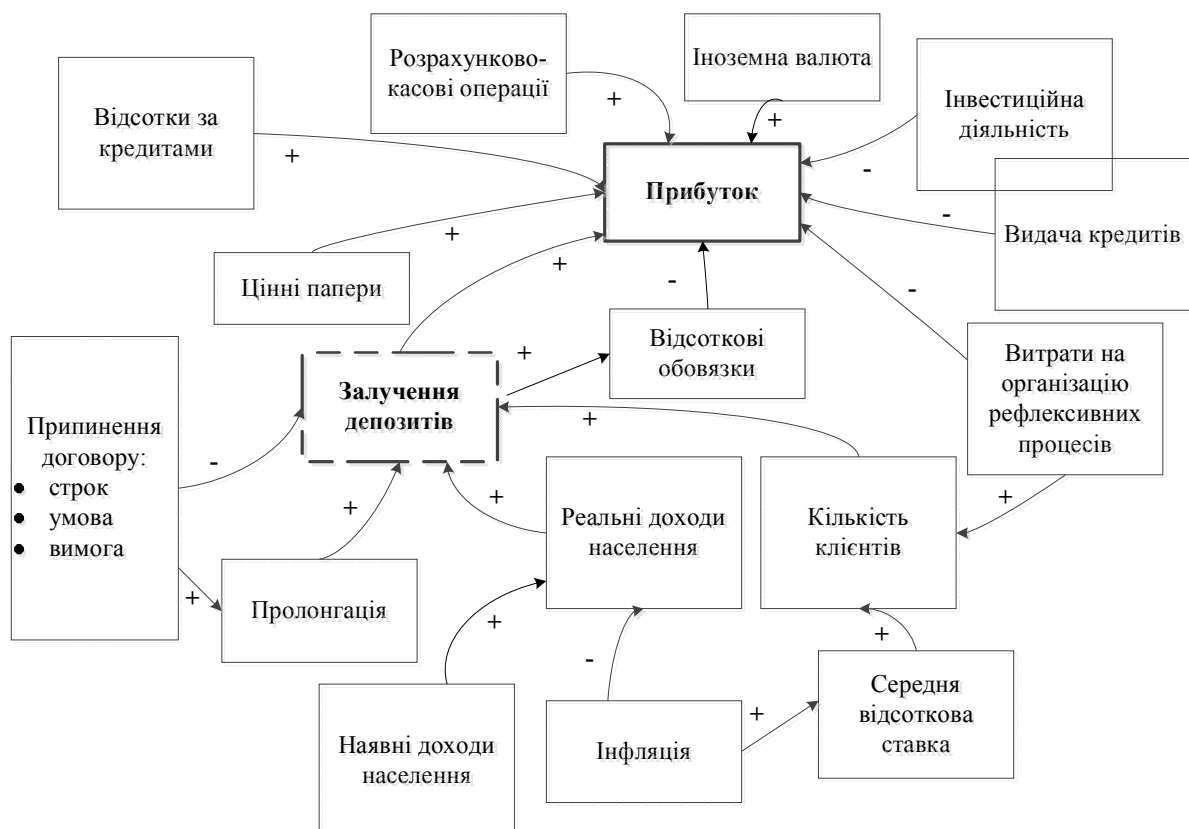 Розрахунково-
касові операції
Іноземна валюта
Відсотки за
кредитами
Інвестиційна
діяльність
+
+
+
-
Прибуток
-
Видача кредитів
+
Цінні папери
+
-
-
Відсоткові
обовязки
+
Залучення
депозитів
+
Витрати на
організацію
рефлексивних
процесів
Припинення
договору:
• строк
• умова
• вимога
-
+
+
+
Реальні доходи
населення
Кількість
клієнтів
+
+
Пролонгація
+
-
+
Наявні доходи
населення
Інфляція
+
Середня
відсоткова
ставка